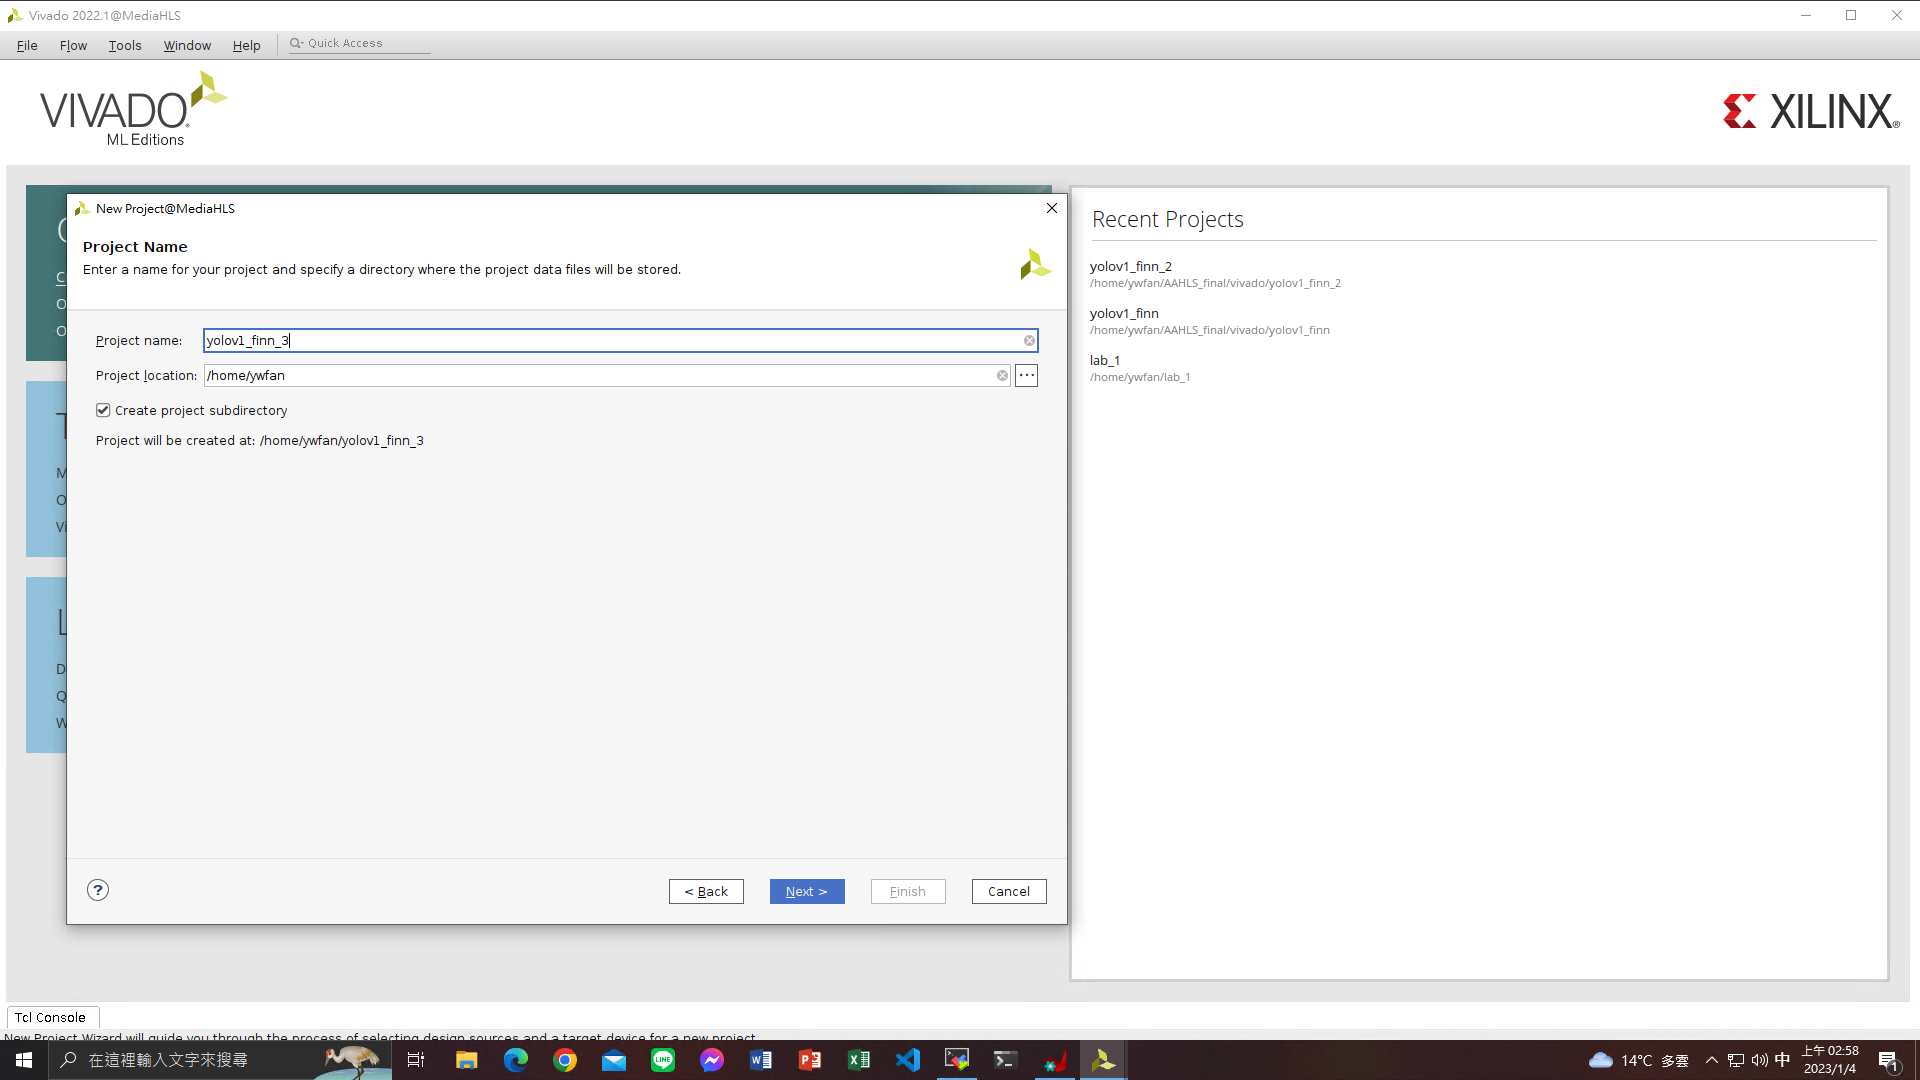 Vivado 2022.1@MediaHLS
File Flow Tools Window Help Quick Access
VIVADO
ML Editions
XILINX
New Project@MediaHLS
Project Name
Enter a name for your project and specify a directory where the project data files will be stored.
Project name: yolov1_finn_3
Project location: /home/ywfan
Create project subdirectory
Project will be created at: /home/ywfan/yolov1_finn_3
? < Back Next > Finish Cancel
Recent Projects
yolov1_finn_2
/home/ywfan/AAHLS_final/vivado/yolov1_finn_2
yolov1_finn
/home/ywfan/AAHLS_final/vivado/yolov1_finn
lab_1
/home/ywfan/lab_1
Tcl Console
New Project Wizard will guide you through the process of selecting design sources and a target device for a new project.
在這裡輸入文字來搜尋
14°C 多雲
中
上午 02:58
2023/1/4
1